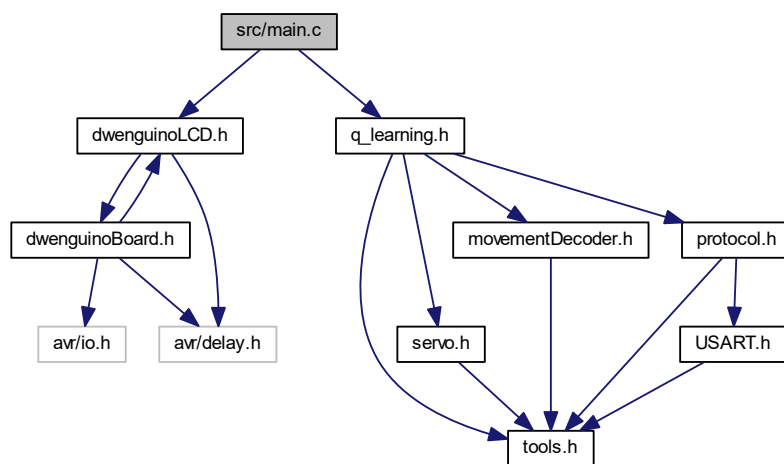 src/main.c
dwenguinoLCD.h
q_learning.h
dwenguinoBoard.h
movementDecoder.h
protocol.h
avr/io.h
avr/delay.h
servo.h
USART.h
tools.h